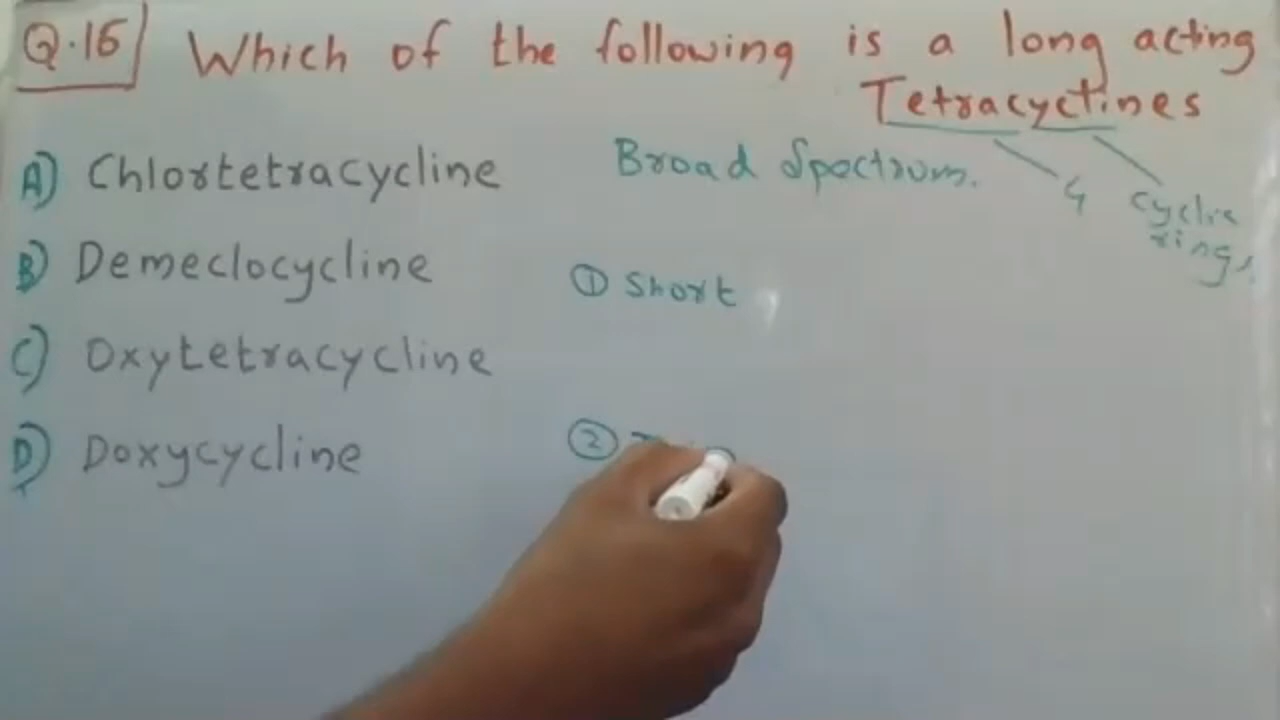 Q.16 Which of the following is a long acting
Tetracyctines
A) Chlortetracycline
Broad Spectrum.
4 cyclic
rings
B) Demeclocycline
① Short
C) Oxytetracycline
D) Doxycycline
②